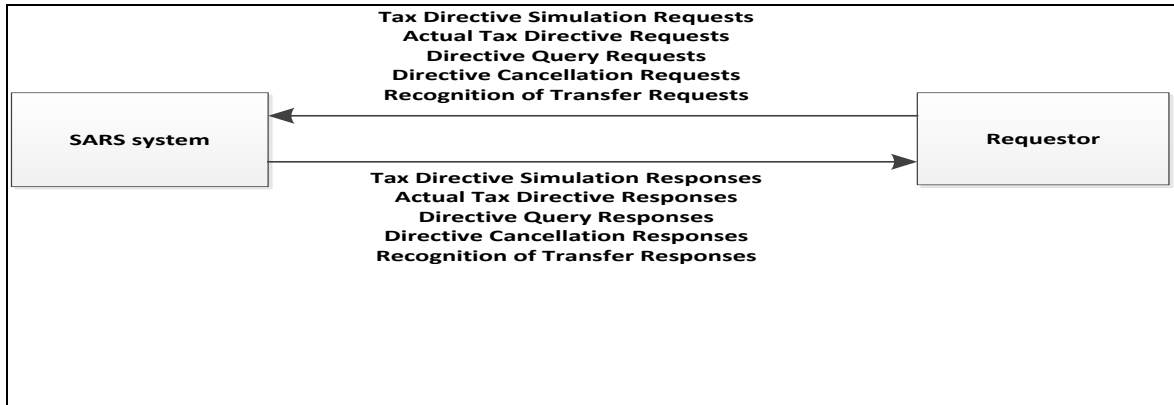 Tax Directive Simulation Requests
Actual Tax Directive Requests
Directive Query Requests
Directive Cancellation Requests
Recognition of Transfer Requests
SARS system
Requestor
Tax Directive Simulation Responses
Actual Tax Directive Responses
Directive Query Responses
Directive Cancellation Responses
Recognition of Transfer Responses